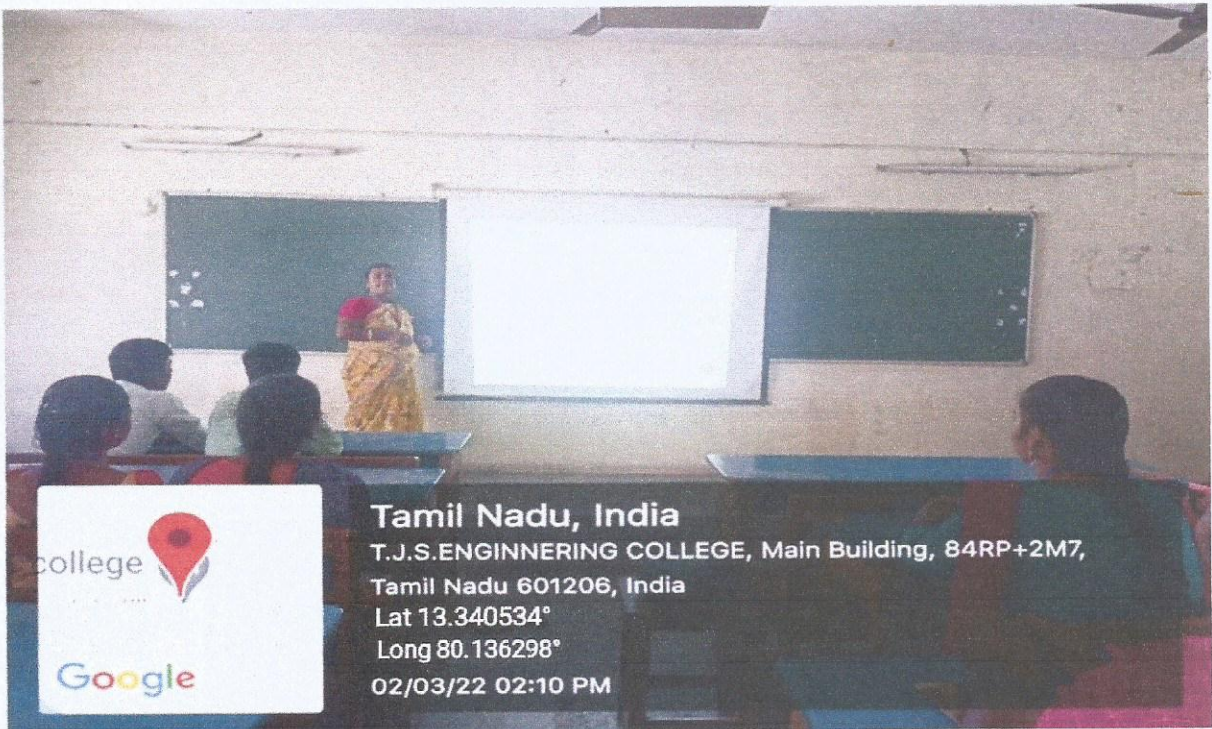 Tamil Nadu, India
T.J.S.ENGINNERING COLLEGE, Main Building, 84RP+2M7,
Tamil Nadu 601206, India
Lat 13.340534°
Long 80.136298°
02/03/22 02:10 PM
college
Google